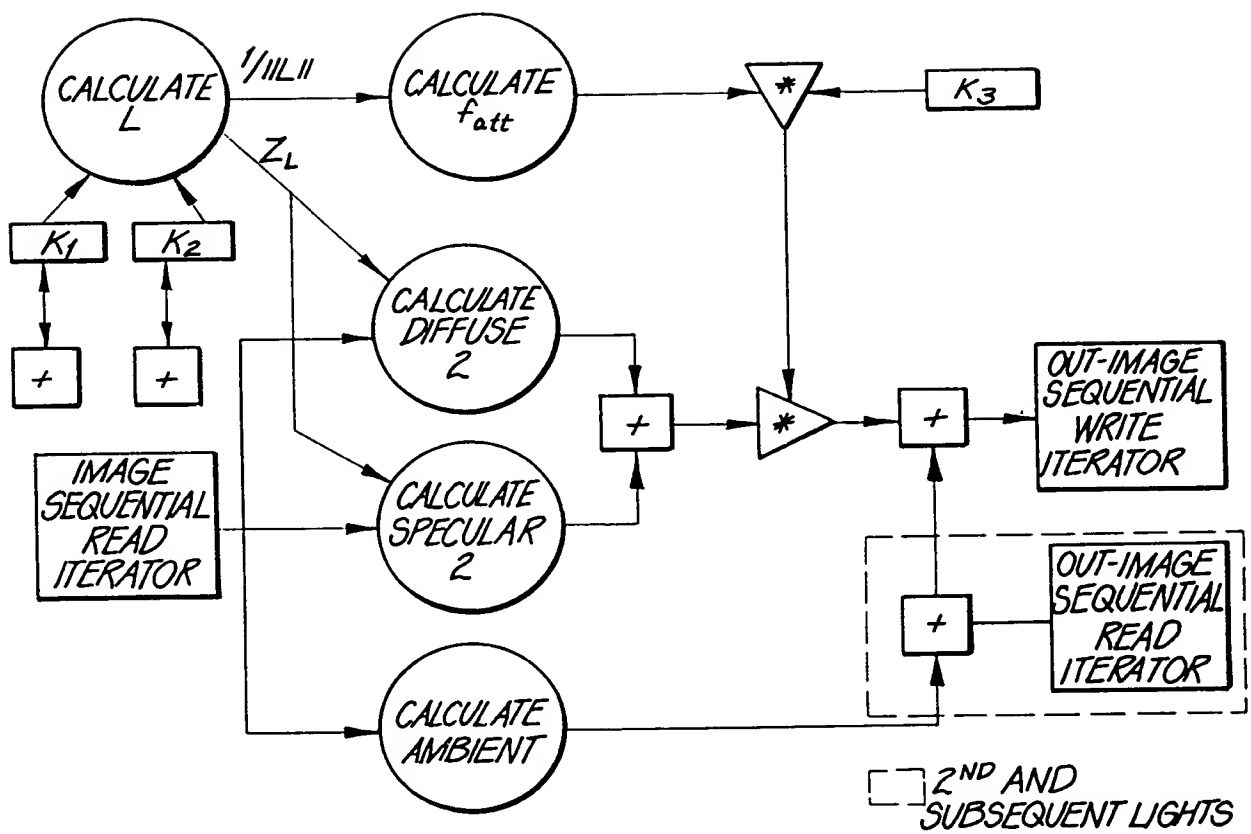 CALCULATE
L
1/||L||
CALCULATE
fatt
*
K3
ZL
K1
K2
+
+
CALCULATE
DIFFUSE
2
IMAGE
SEQUENTIAL
READ
ITERATOR
CALCULATE
SPECULAR
2
+
*
+
OUT-IMAGE
SEQUENTIAL
WRITE
ITERATOR
+
OUT-IMAGE
SEQUENTIAL
READ
ITERATOR
CALCULATE
AMBIENT
2ND AND
SUBSEQUENT LIGHTS